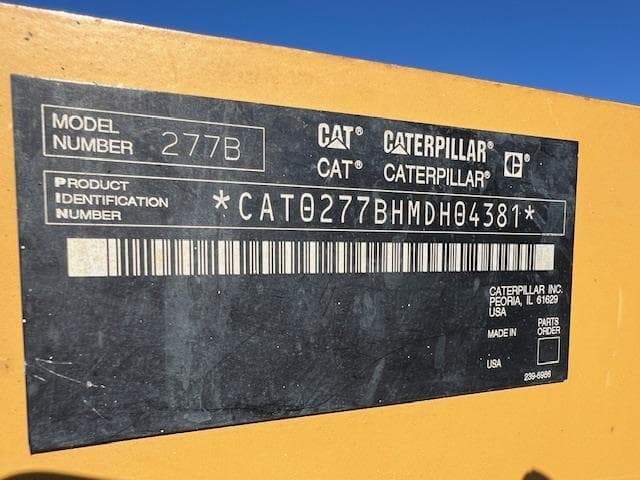 MODEL
NUMBER 277B
CAT® CATERPILLAR®
CAT® CATERPILLAR®
PRODUCT
IDENTIFICATION
NUMBER
*CAT0277BHMDH04381*
CATERPILLAR INC.
PEORIA, IL 61629
USA
MADE IN
USA
PARTS
ORDER
239-6986